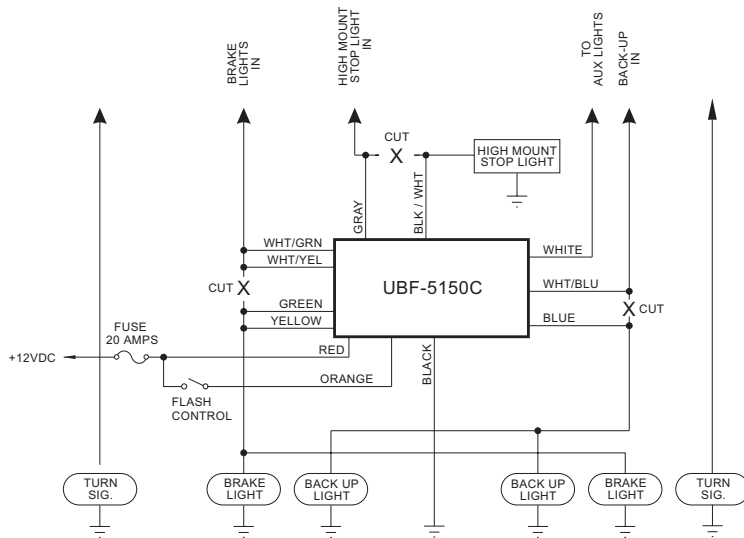 BRAKE
LIGHTS
IN
HIGH MOUNT
STOP LIGHT
IN
TO
AUX LIGHTS
BACK-UP
IN
CUT
HIGH MOUNT
STOP LIGHT
GRAY
BLK / WHT
WHT/GRN
WHT/YEL
CUT
GREEN
YELLOW
UBF-5150C
WHITE
WHT/BLU
BLUE
CUT
FUSE
20 AMPS
+12VDC
RED
ORANGE
BLACK
FLASH
CONTROL
TURN
SIG.
BRAKE
LIGHT
BACK UP
LIGHT
BACK UP
LIGHT
BRAKE
LIGHT
TURN
SIG.